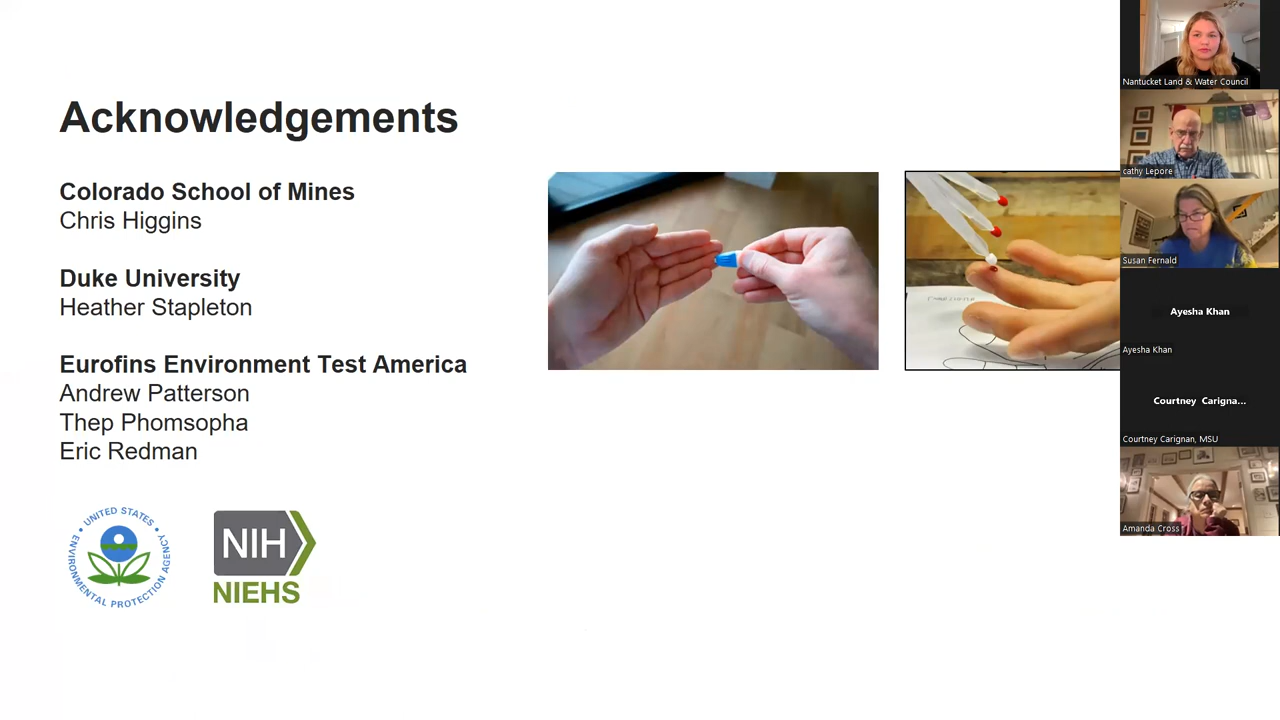 Acknowledgements
Colorado School of Mines
Chris Higgins
Duke University
Heather Stapleton
Eurofins Environment Test America
Andrew Patterson
Thep Phomsopha
Eric Redman
UNITED STATES
ENVIRONMENTAL PROTECTION AGENCY
NIH
NIEHS
Nantucket Land & Water Council
cathy Lepore
Susan Fernald
Ayesha Khan
Ayesha Khan
Courtney Carigna...
Courtney Carignan, MSU
Amanda Cross